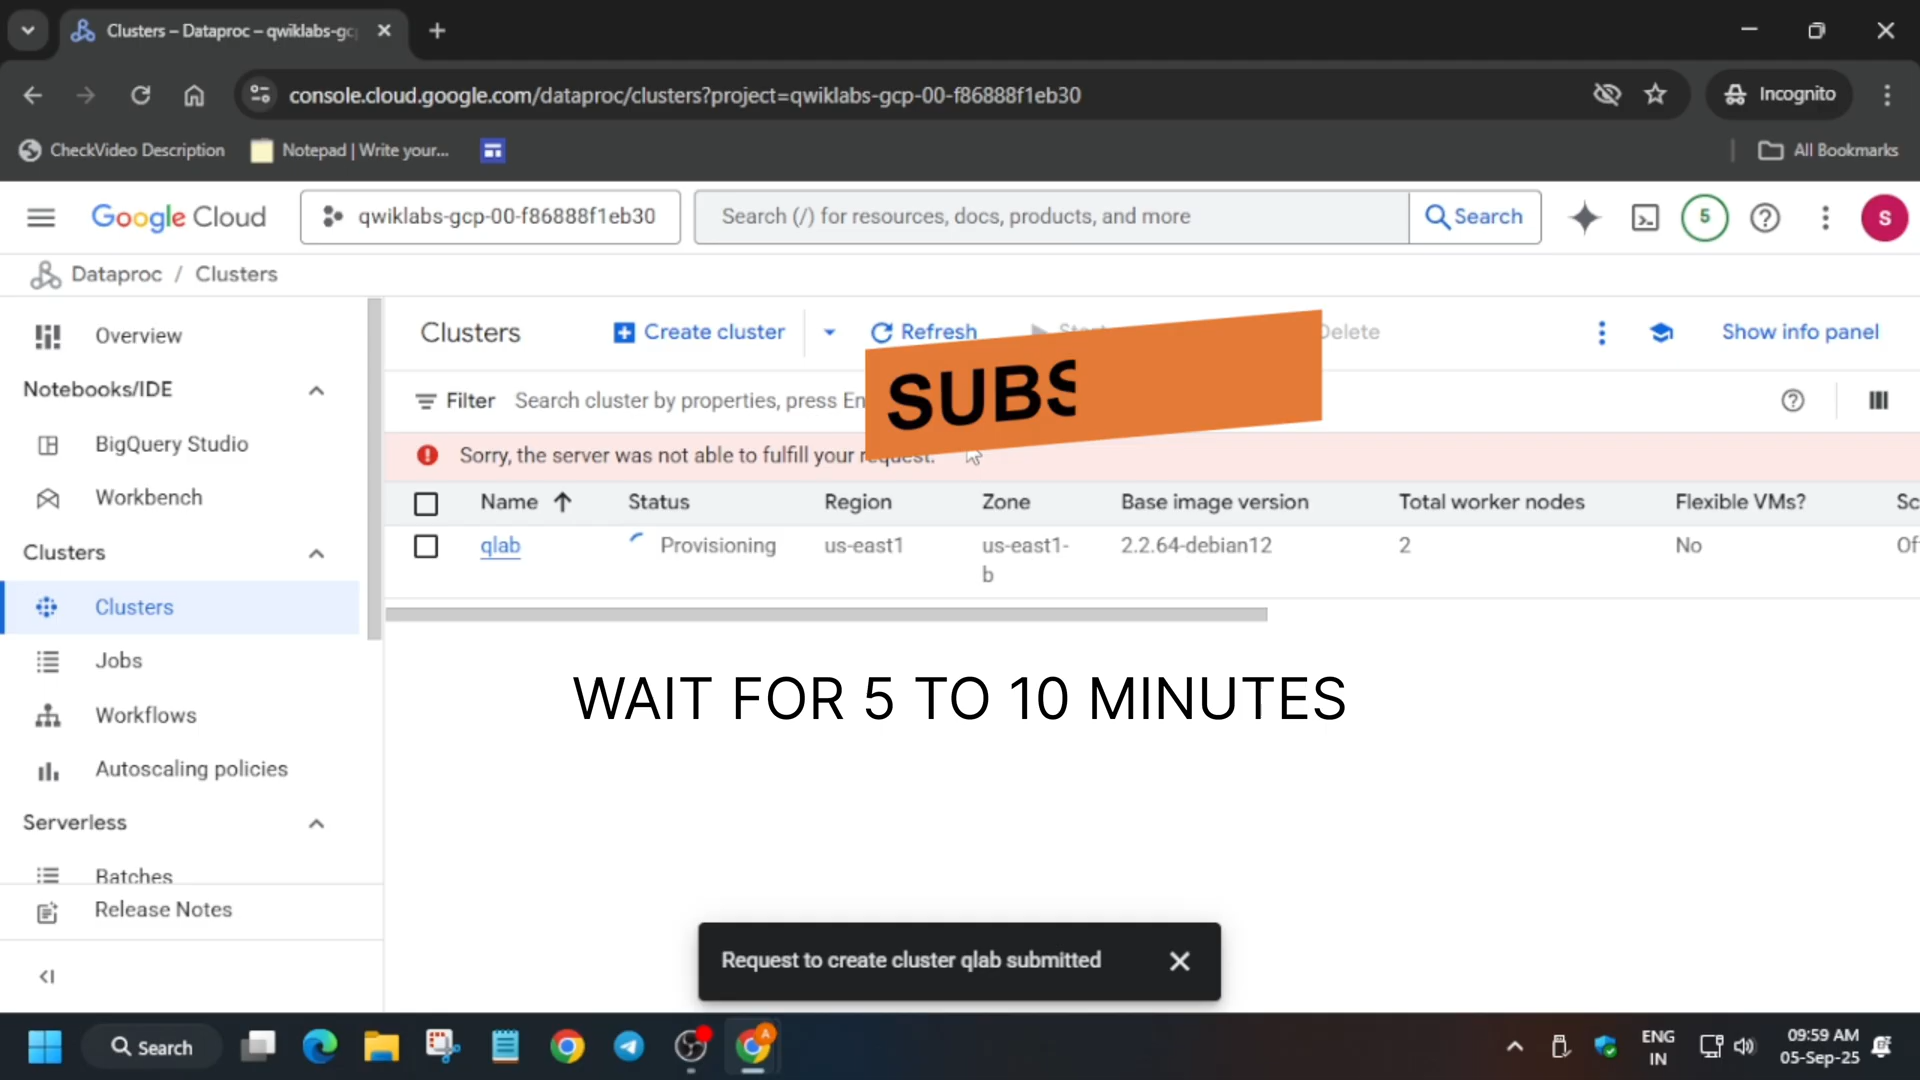 Clusters – Dataproc – qwiklabs-gc
console.cloud.google.com/dataproc/clusters?project=qwiklabs-gcp-00-f86888f1eb30
Incognito
CheckVideo Description
Notepad | Write your...
All Bookmarks
Google Cloud
qwiklabs-gcp-00-f86888f1eb30
Search (/) for resources, docs, products, and more
Search
5
S
Dataproc / Clusters
Overview
Notebooks/IDE
BigQuery Studio
Workbench
Clusters
Clusters
Jobs
Workflows
Autoscaling policies
Serverless
Batches
Release Notes
Clusters
Create cluster
Refresh
Delete
Show info panel
SUBS
Filter
Search cluster by properties, press En
Sorry, the server was not able to fulfill your request.
Name Status Region Zone Base image version Total worker nodes Flexible VMs? Sc
qlab Provisioning us-east1 us-east1- 2.2.64-debian12 2 No Of
b
WAIT FOR 5 TO 10 MINUTES
Request to create cluster qlab submitted
Search
ENG
IN
09:59 AM
05-Sep-25